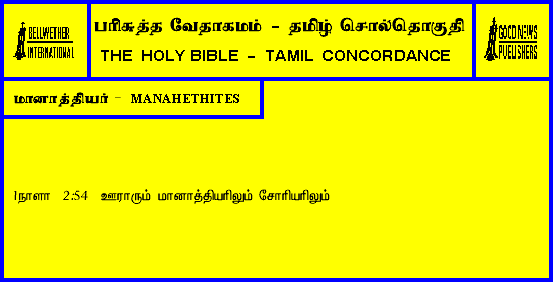 BELLWETHER
INTERNATIONAL
பரிசுத்த வேதாகமம் - தமிழ் சொல்தொகுதி
THE HOLY BIBLE - TAMIL CONCORDANCE
GOOD NEWS
PUBLISHERS
மானாத்தியர் - MANAHETHITES
1நாளா 2:54 ஊராரும் மானாத்தியரிலும் சோரியரிலும்